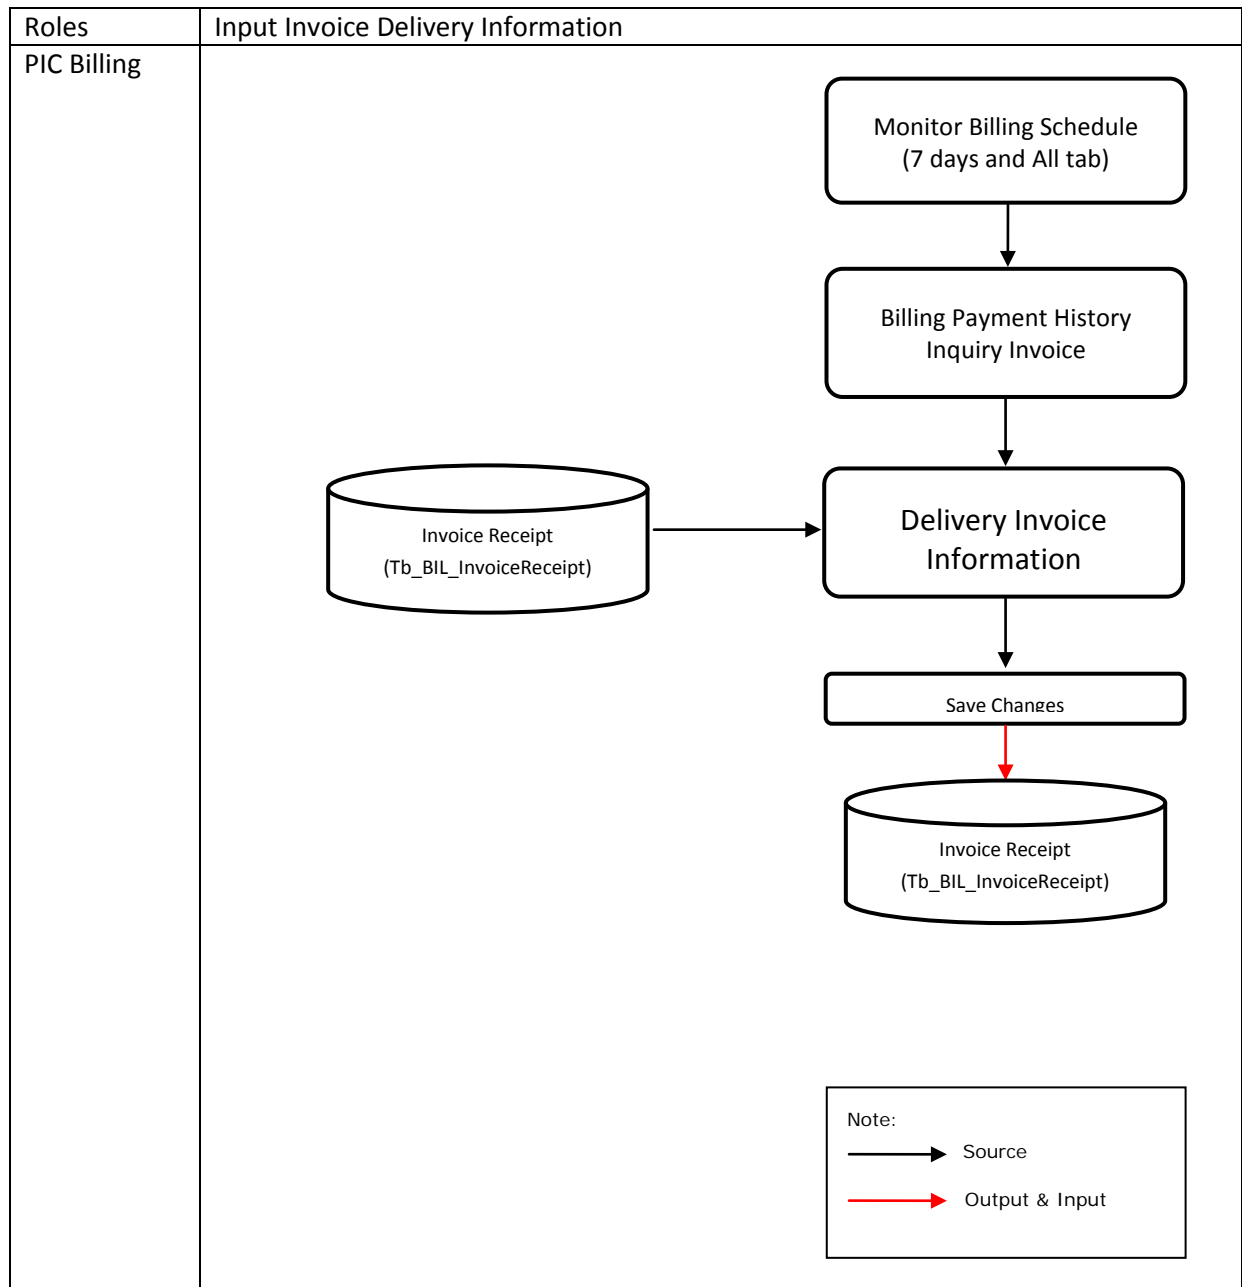 Roles
Input Invoice Delivery Information
PIC Billing
Monitor Billing Schedule
(7 days and All tab)
Billing Payment History
Inquiry Invoice
Invoice Receipt
(Tb_BIL_InvoiceReceipt)
Delivery Invoice
Information
Save Changes
Invoice Receipt
(Tb_BIL_InvoiceReceipt)
Note:
Source
Output & Input